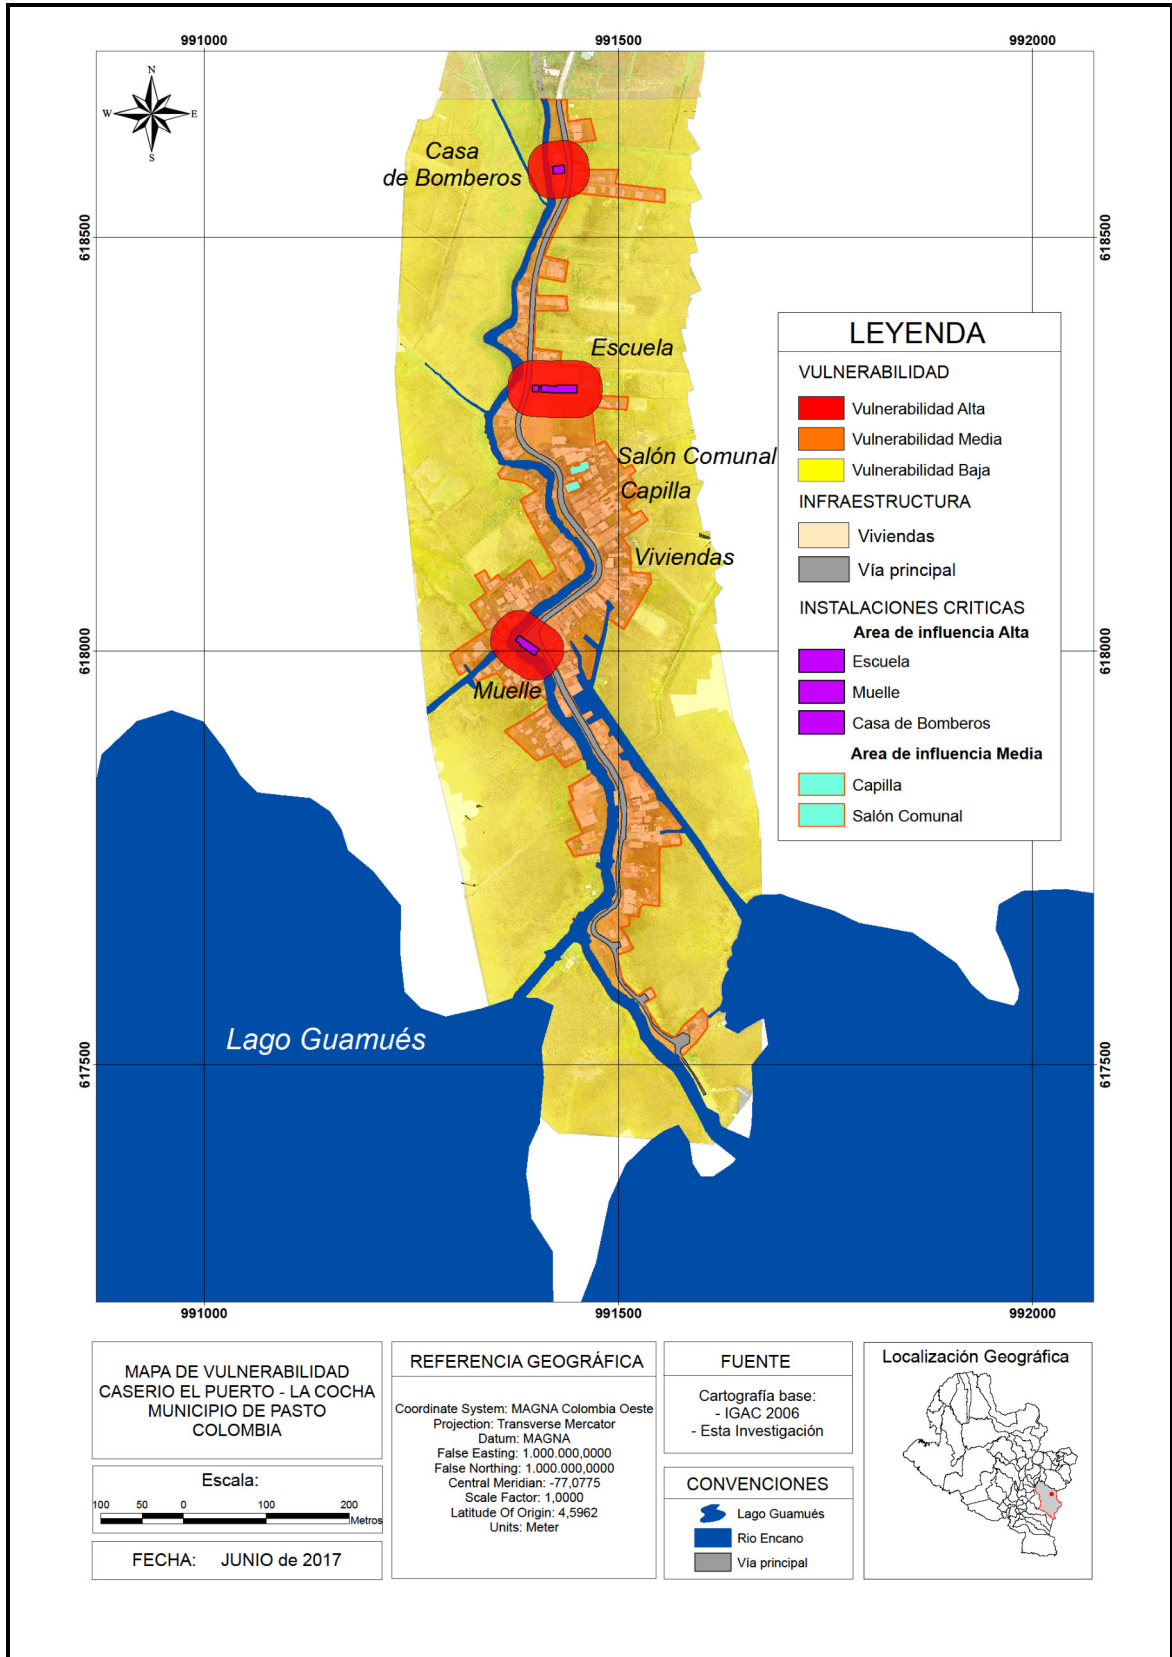 991000
991500
992000
N
W
E
S
Casa
de Bomberos
618500
618500
Escuela
Salón Comunal
Capilla
Viviendas
618000
618000
Muelle
Lago Guamués
617500
617500
LEYENDA
VULNERABILIDAD
Vulnerabilidad Alta
Vulnerabilidad Media
Vulnerabilidad Baja
INFRAESTRUCTURA
Viviendas
Vía principal
INSTALACIONES CRITICAS
Area de influencia Alta
Escuela
Muelle
Casa de Bomberos
Area de influencia Media
Capilla
Salón Comunal
991000
991500
992000
MAPA DE VULNERABILIDAD
CASERIO EL PUERTO - LA COCHA
MUNICIPIO DE PASTO
COLOMBIA
Escala:
100 50 0 100 200
Metros
FECHA: JUNIO de 2017
REFERENCIA GEOGRÁFICA
Coordinate System: MAGNA Colombia Oeste
Projection: Transverse Mercator
Datum: MAGNA
False Easting: 1.000.000,0000
False Northing: 1.000.000,0000
Central Meridian: -77,0775
Scale Factor: 1,0000
Latitude Of Origin: 4,5962
Units: Meter
FUENTE
Cartografía base:
- IGAC 2006
- Esta Investigación
CONVENCIONES
Lago Guamués
Rio Encano
Vía principal
Localización Geográfica